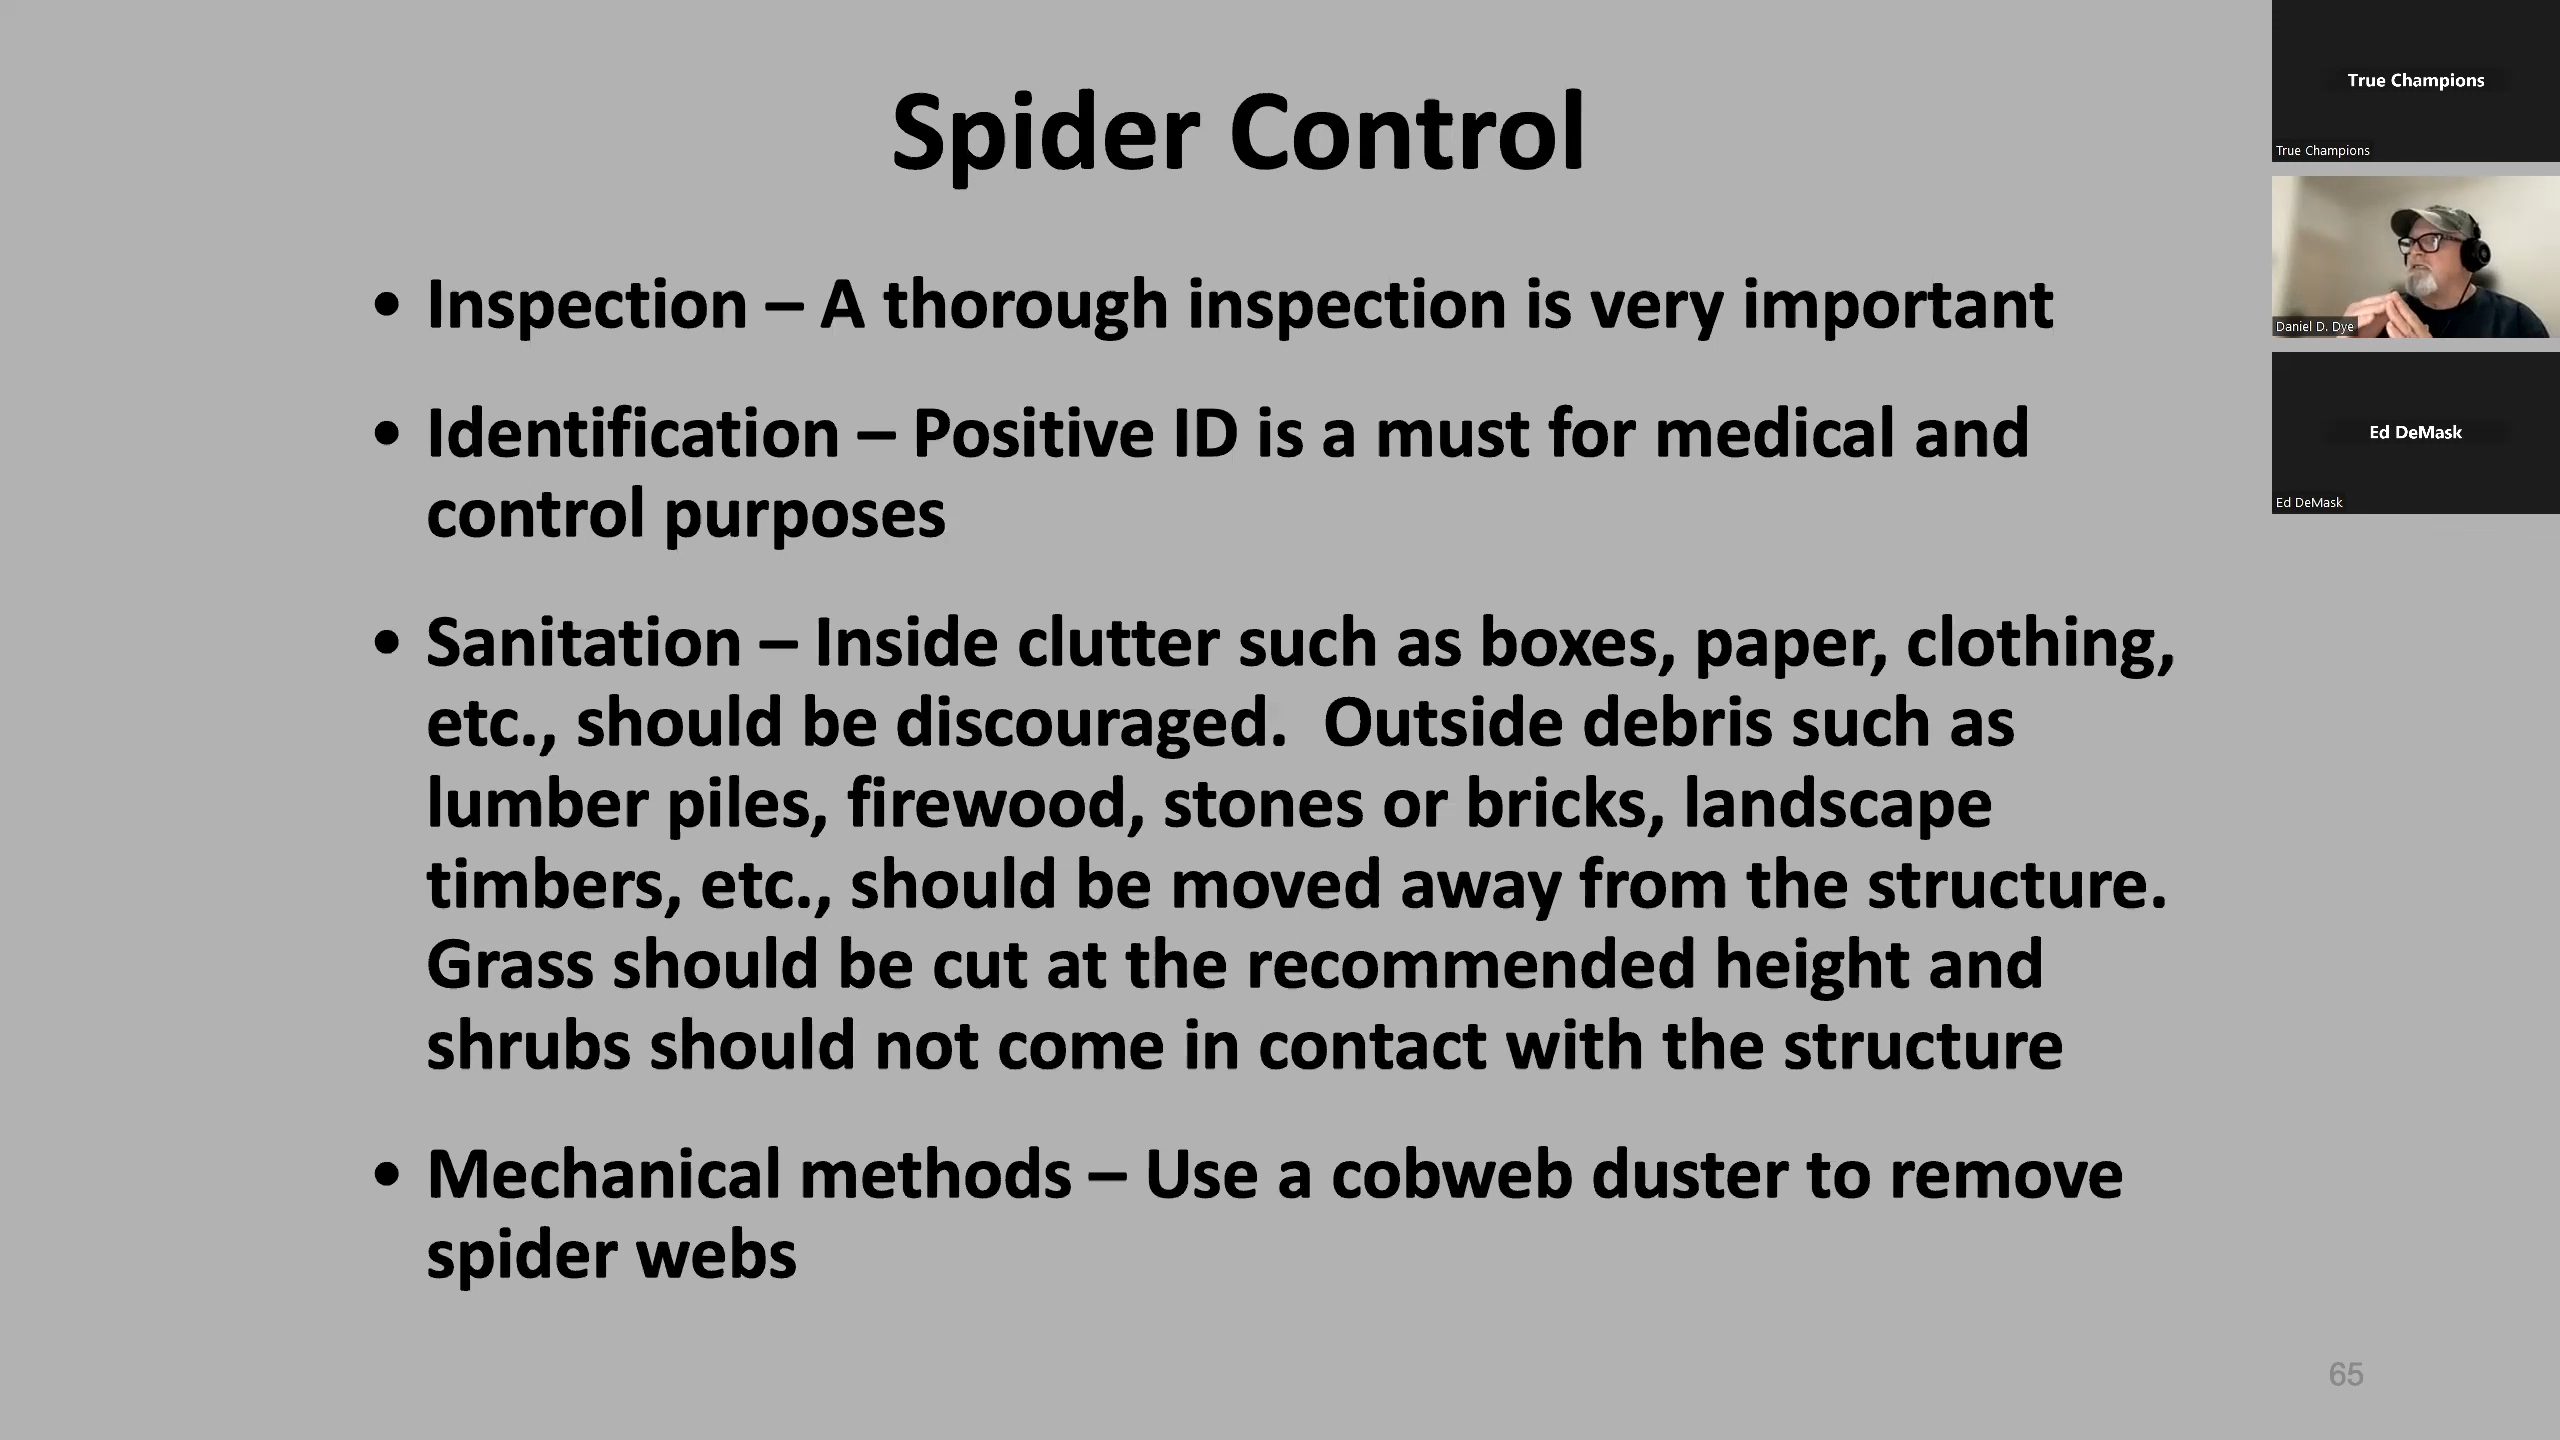 Spider Control
• Inspection – A thorough inspection is very important
• Identification – Positive ID is a must for medical and
control purposes
• Sanitation – Inside clutter such as boxes, paper, clothing,
etc., should be discouraged.  Outside debris such as
lumber piles, firewood, stones or bricks, landscape
timbers, etc., should be moved away from the structure.
Grass should be cut at the recommended height and
shrubs should not come in contact with the structure
• Mechanical methods – Use a cobweb duster to remove
spider webs
65
True Champions
True Champions
Daniel D. Dye
Ed DeMask
Ed DeMask